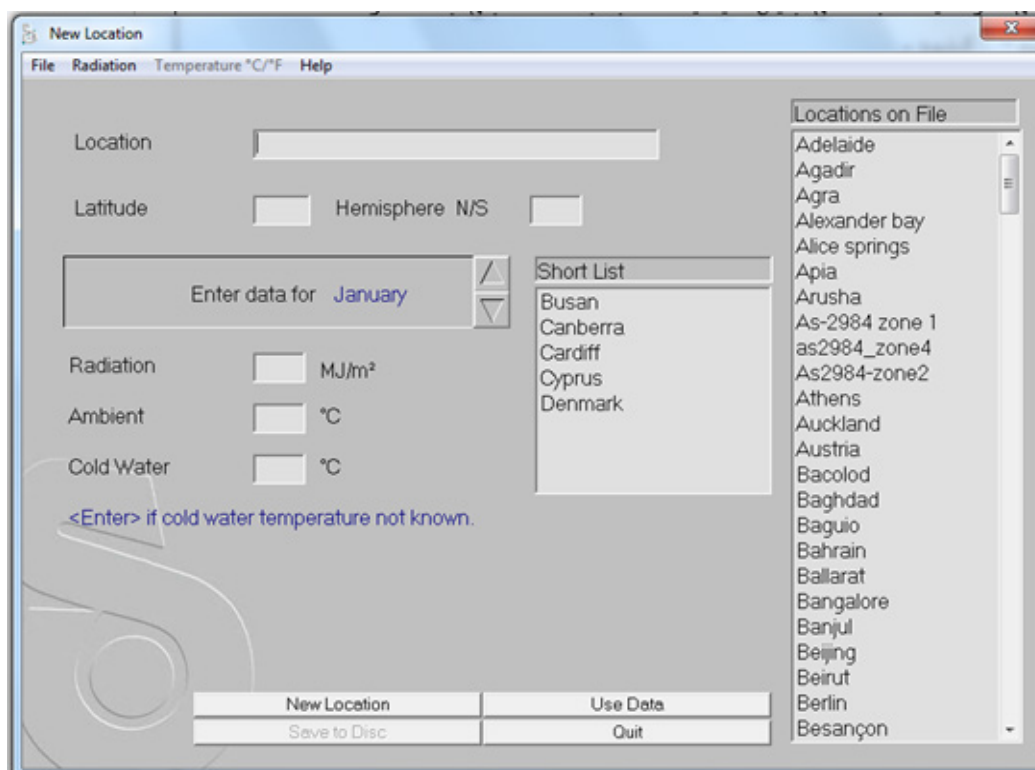 New Location
File Radiation Temperature °C/°F Help
Location
Latitude Hemisphere N/S
Enter data for January
Radiation MJ/m²
Ambient °C
Cold Water °C
<Enter> if cold water temperature not known.
Short List
Busan
Canberra
Cardiff
Cyprus
Denmark
Locations on File
Adelaide
Agadir
Agra
Alexander bay
Alice springs
Apia
Arusha
As-2984 zone 1
as2984_zone4
As2984-zone2
Athens
Auckland
Austria
Bacolod
Baghdad
Baguio
Bahrain
Ballarat
Bangalore
Banjul
Beijing
Beirut
Berlin
Besançon
New Location Use Data
Save to Disc Quit